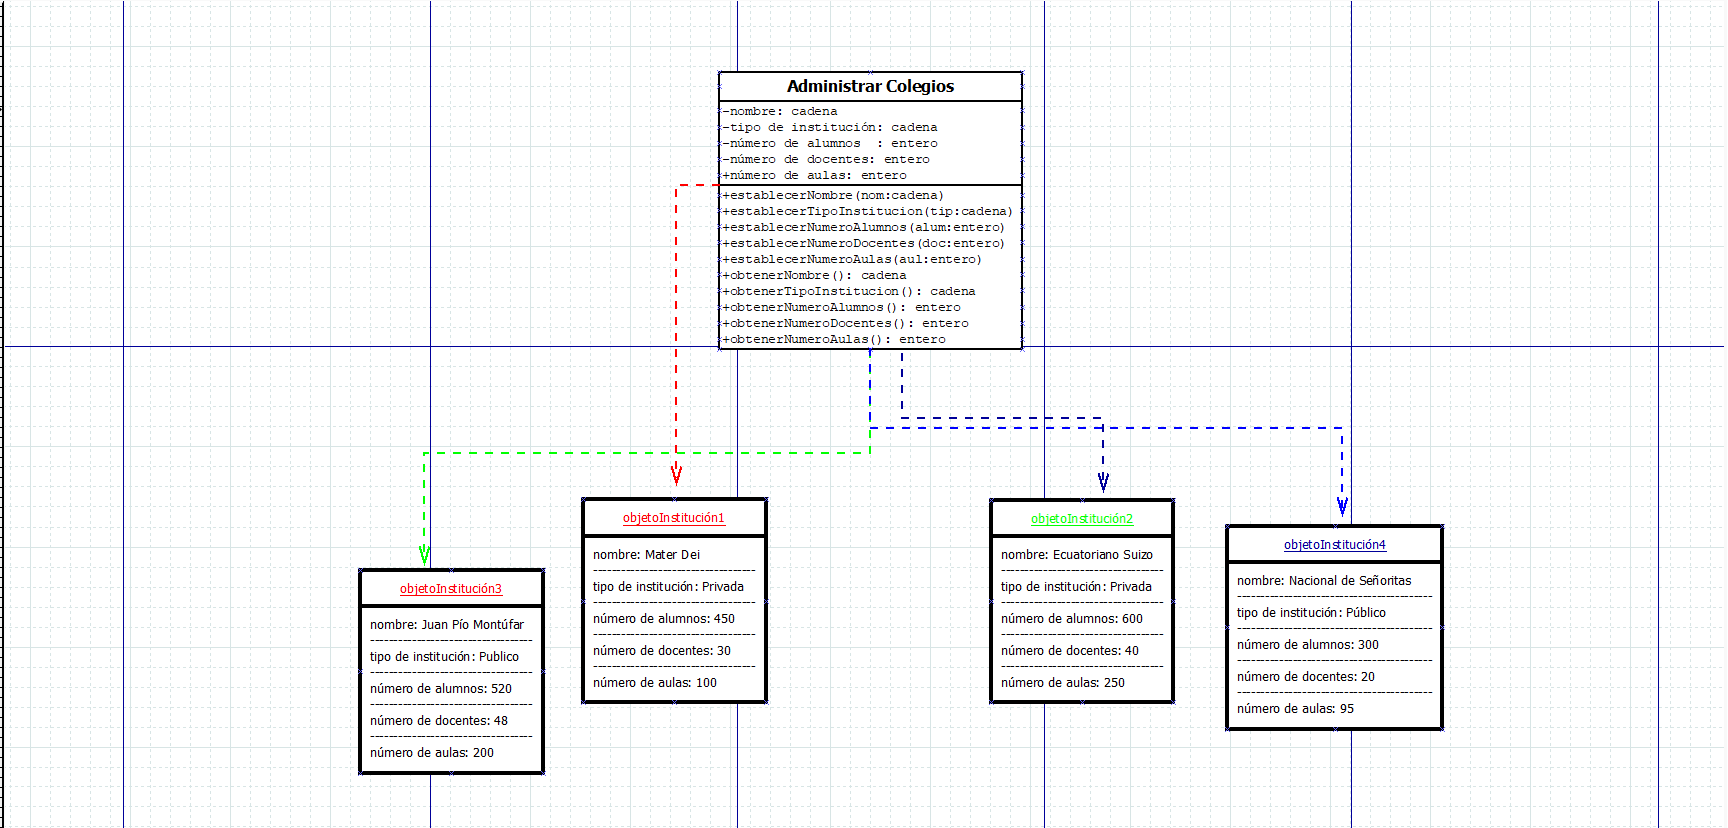 Administrar Colegios
-nombre: cadena
-tipo de institución: cadena
-número de alumnos  : entero
-número de docentes: entero
+número de aulas: entero
+establecerNombre(nom:cadena)
+establecerTipoInstitucion(tip:cadena)
+establecerNumeroAlumnos(alum:entero)
+establecerNumeroDocentes(doc:entero)
+establecerNumeroAulas(aul:entero)
+obtenerNombre(): cadena
+obtenerTipoInstitucion(): cadena
+obtenerNumeroAlumnos(): entero
+obtenerNumeroDocentes(): entero
+obtenerNumeroAulas(): entero
objetoInstitución3
nombre: Juan Pío Montúfar
tipo de institución: Publico
número de alumnos: 520
número de docentes: 48
número de aulas: 200
objetoInstitución1
nombre: Mater Dei
tipo de institución: Privada
número de alumnos: 450
número de docentes: 30
número de aulas: 100
objetoInstitución2
nombre: Ecuatoriano Suizo
tipo de institución: Privada
número de alumnos: 600
número de docentes: 40
número de aulas: 250
objetoInstitución4
nombre: Nacional de Señoritas
tipo de institución: Público
número de alumnos: 300
número de docentes: 20
número de aulas: 95